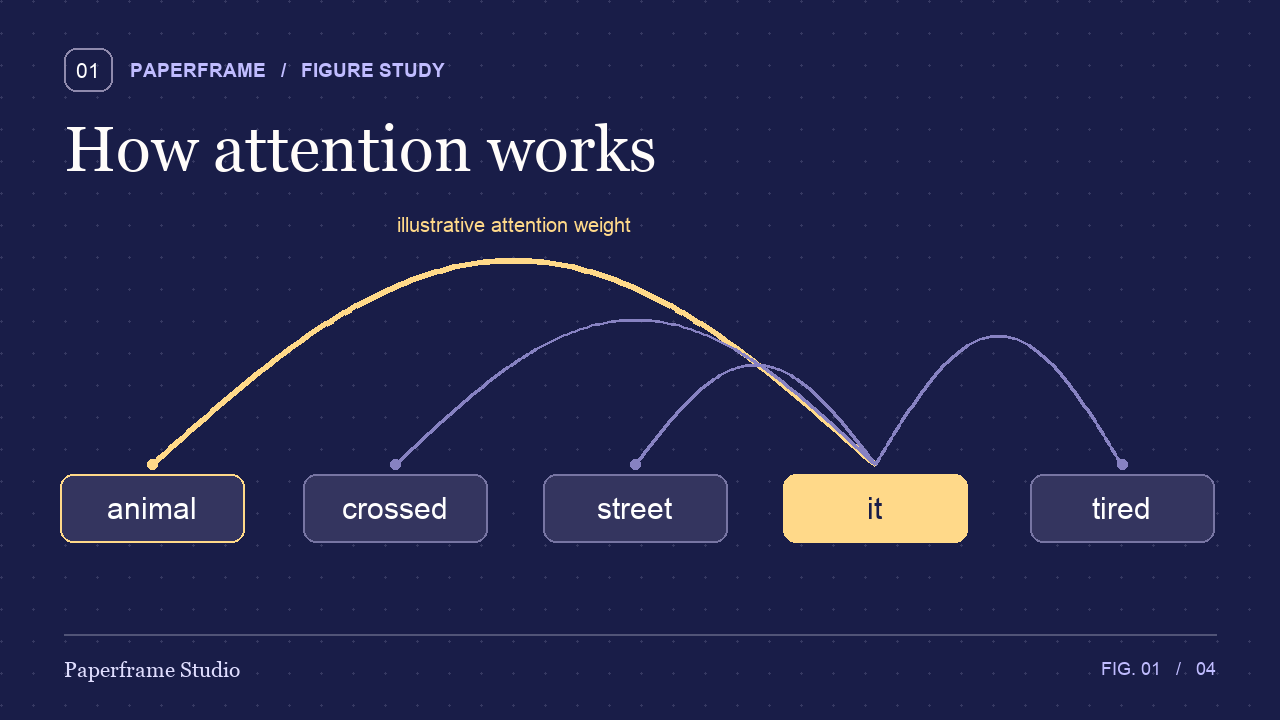 01 PAPERFRAME / FIGURE STUDY
How attention works
illustrative attention weight
animal crossed street it tired
Paperframe Studio FIG. 01 / 04